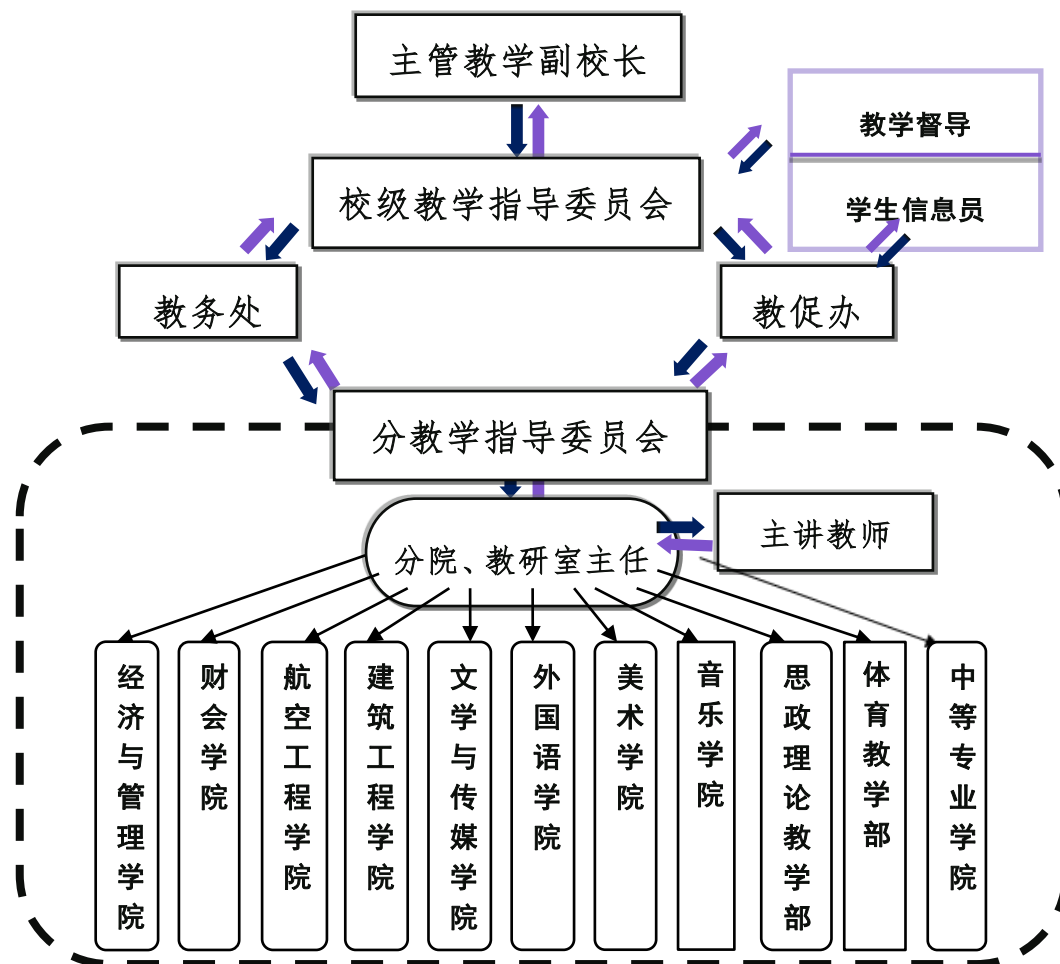 主管教学副校长
教学督导
校级教学指导委员会
学生信息员
教务处
教促办
分教学指导委员会
主讲教师
分院、教研室主任
经济与管理学院
财会学院
航空工程学院
建筑工程学院
文学与传媒学院
外国语学院
美术学院
音乐学院
思政理论教学部
体育教学部
中等专业学院